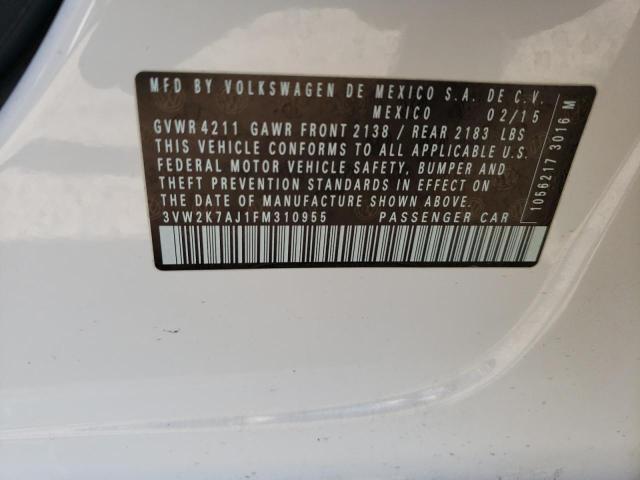 MFD BY VOLKSWAGEN DE MEXICO S.A. DE C.V.
MEXICO 02/15
GVWR 4211 GAWR FRONT 2138 / REAR 2183 LBS
THIS VEHICLE CONFORMS TO ALL APPLICABLE U.S.
FEDERAL MOTOR VEHICLE SAFETY, BUMPER AND
THEFT PREVENTION STANDARDS IN EFFECT ON
THE DATE OF MANUFACTURE SHOWN ABOVE.
3VW2K7AJ1FM310955 PASSENGER CAR
1056217 3016 M